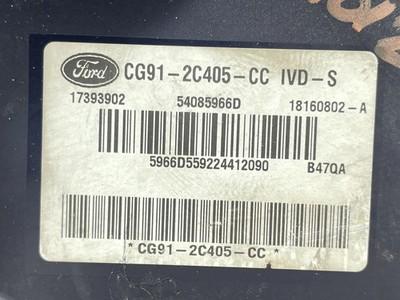 Ford CG91-2C405-CC IVD-S
17393902 54085966D 18160802-A
5966D559224412090 B47QA
* CG91-2C405-CC *